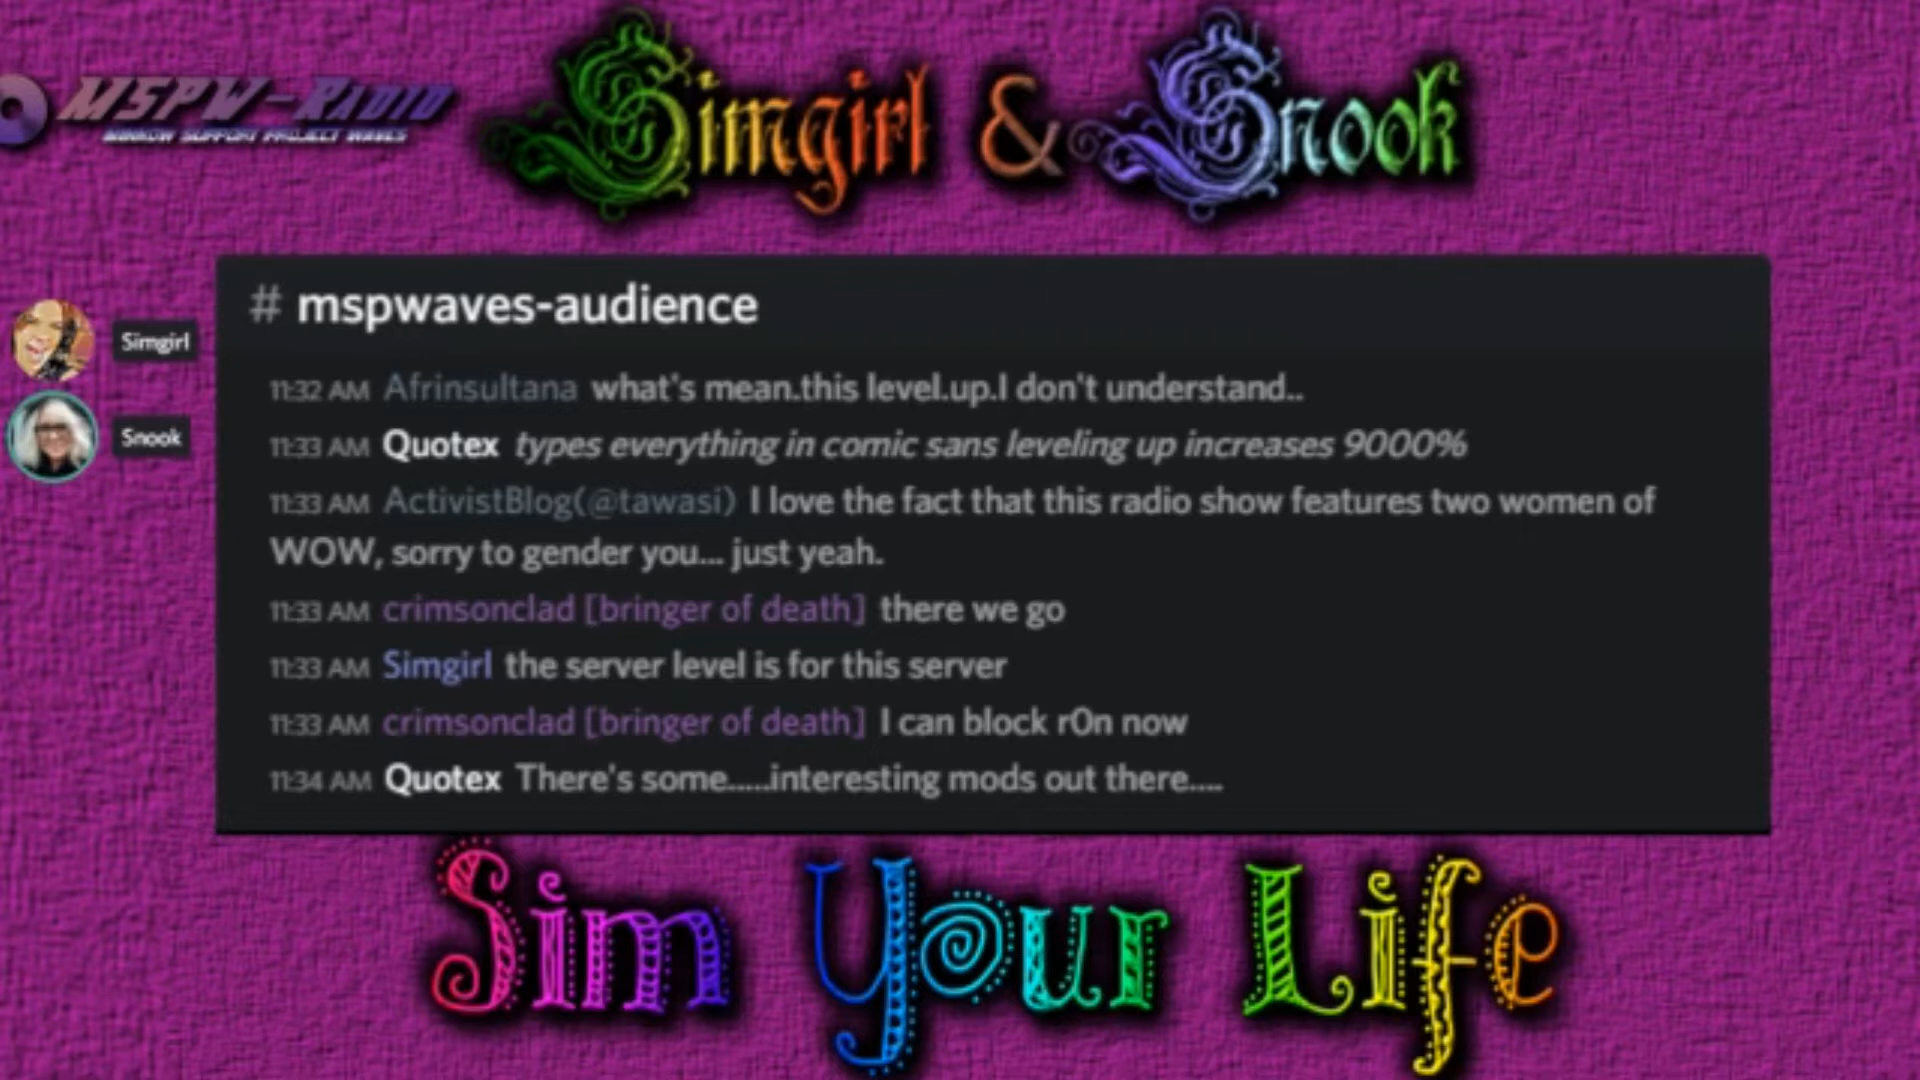 MSPW-Radio
MINNOW SUPPORT PROJECT WAVES
Simgirl & Snook
# mspwaves-audience
Simgirl
Snook
11:32 AM Afrinsultana what's mean.this level.up.I don't understand..
11:33 AM Quotex types everything in comic sans leveling up increases 9000%
11:33 AM ActivistBlog(@tawasi) I love the fact that this radio show features two women of
WOW, sorry to gender you... just yeah.
11:33 AM crimsonclad [bringer of death] there we go
11:33 AM Simgirl the server level is for this server
11:33 AM crimsonclad [bringer of death] I can block r0n now
11:34 AM Quotex There's some.....interesting mods out there....
Sim Your Life